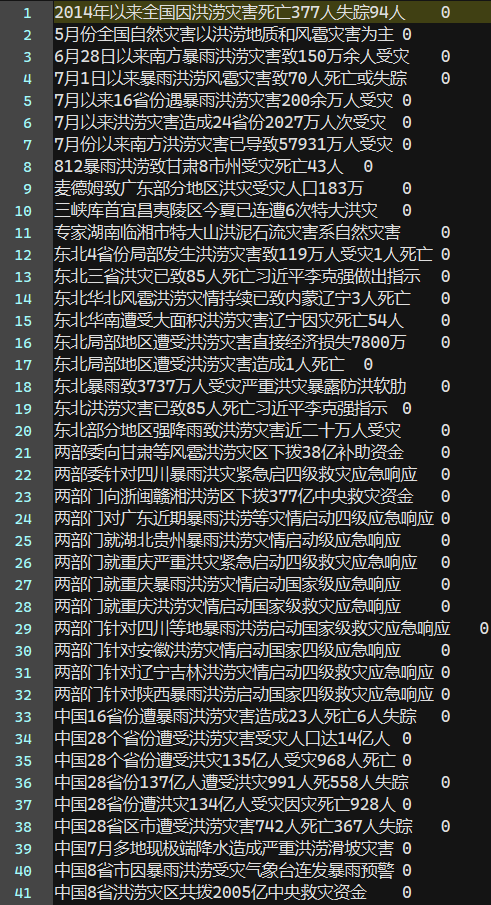 1 2014年以来全国因洪涝灾害死亡377人失踪94人 0
2 5月份全国自然灾害以洪涝地质和风雹灾害为主 0
3 6月28日以来南方暴雨洪涝灾害致150万余人受灾 0
4 7月1日以来暴雨洪涝风雹灾害致70人死亡或失踪 0
5 7月以来16省份遇暴雨洪涝灾害200余万人受灾 0
6 7月以来洪涝灾害造成24省份2027万人次受灾 0
7 7月份以来南方洪涝灾害已导致57931万人受灾 0
8 812暴雨洪涝致甘肃8市州受灾死亡43人 0
9 麦德姆致广东部分地区洪灾受灾人口183万 0
10 三峡库首宜昌夷陵区今夏已连遭6次特大洪灾 0
11 专家湖南临湘市特大山洪泥石流灾害系自然灾害 0
12 东北4省份局部发生洪涝灾害致119万人受灾1人死亡 0
13 东北三省洪灾已致85人死亡习近平李克强做出指示 0
14 东北华北风雹洪涝灾情持续已致内蒙辽宁3人死亡 0
15 东北华南遭受大面积洪涝灾害辽宁因灾死亡54人 0
16 东北局部地区遭受洪涝灾害直接经济损失7800万 0
17 东北局部地区遭受洪涝灾害造成1人死亡 0
18 东北暴雨致3737万人受灾严重洪灾暴露防洪软肋 0
19 东北洪涝灾害已致85人死亡习近平李克强指示 0
20 东北部分地区强降雨致洪涝灾害近二十万人受灾 0
21 两部委向甘肃等风雹洪涝灾区下拨38亿补助资金 0
22 两部委针对四川暴雨洪灾紧急启四级救灾应急响应 0
23 两部门向浙闽赣湘洪涝区下拨377亿中央救灾资金 0
24 两部门对广东近期暴雨洪涝等灾情启动四级应急响应 0
25 两部门就湖北贵州暴雨洪涝灾情启动级应急响应 0
26 两部门就重庆严重洪灾紧急启动四级救灾应急响应 0
27 两部门就重庆暴雨洪涝灾情启动国家级应急响应 0
28 两部门就重庆洪涝灾情启动国家级救灾应急响应 0
29 两部门针对四川等地暴雨洪涝启动国家级救灾应急响应 0
30 两部门针对安徽洪涝灾情启动国家四级应急响应 0
31 两部门针对辽宁吉林洪涝灾情启动四级救灾应急响应 0
32 两部门针对陕西暴雨洪涝启动国家四级救灾应急响应 0
33 中国16省份遭暴雨洪涝灾害造成23人死亡6人失踪 0
34 中国28个省份遭受洪涝灾害受灾人口达14亿人 0
35 中国28个省份遭受洪灾135亿人受灾968人死亡 0
36 中国28省份137亿人遭受洪灾991人死558人失踪 0
37 中国28省份遭洪灾134亿人受灾因灾死亡928人 0
38 中国28省区市遭受洪涝灾害742人死亡367人失踪 0
39 中国7月多地现极端降水造成严重洪涝滑坡灾害 0
40 中国8省市因暴雨洪涝受灾气象台连发暴雨预警 0
41 中国8省洪涝灾区共拨2005亿中央救灾资金 0